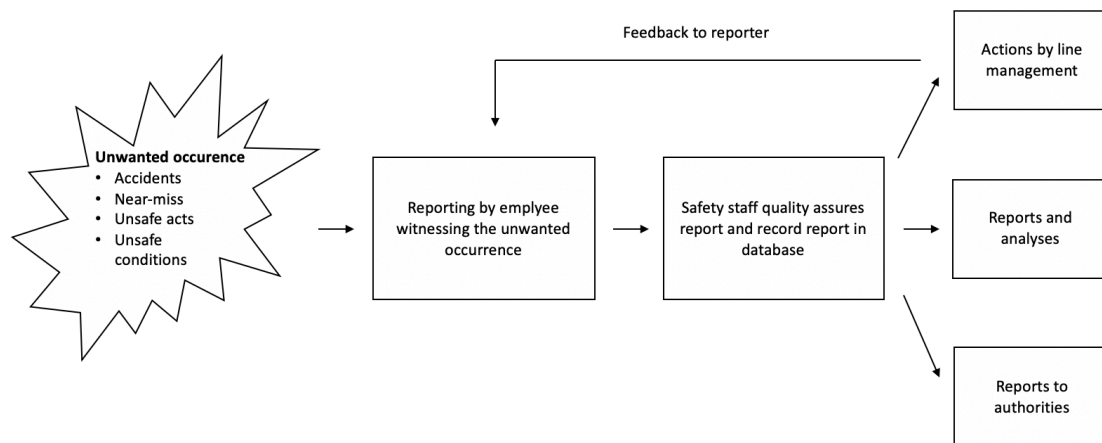 Feedback to reporter
Actions by line
management
Unwanted occurence
• Accidents
• Near-miss
• Unsafe acts
• Unsafe
conditions
Reporting by emplyee
witnessing the unwanted
occurrence
Safety staff quality assures
report and record report in
database
Reports and
analyses
Reports to
authorities